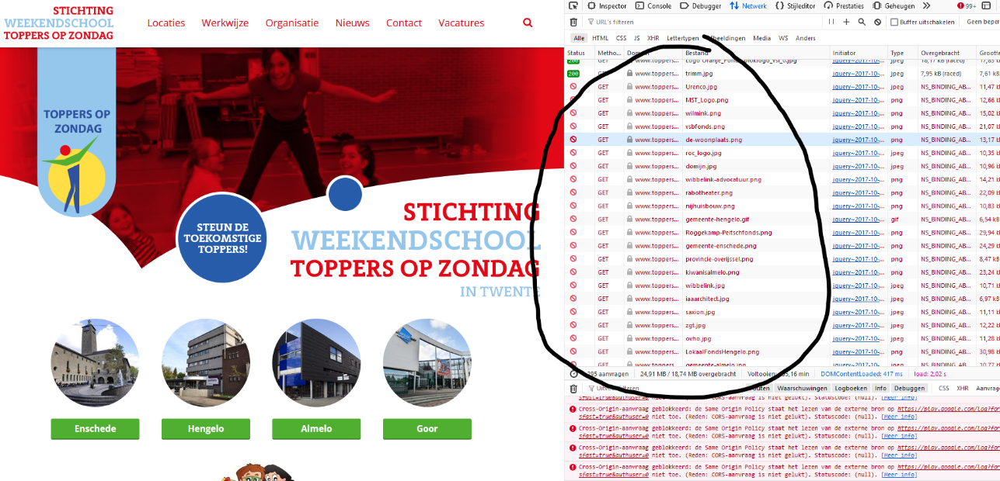 STICHTING
WEEKENDSCHOOL
TOPPERS OP ZONDAG
Locaties Werkwijze Organisatie Nieuws Contact Vacatures
TOPPERS OP
ZONDAG
STEUN DE
TOEKOMSTIGE
TOPPERS!
STICHTING
WEEKENDSCHOOL
TOPPERS OP ZONDAG
IN TWENTE
Enschede Hengelo Almelo Goor
Inspector Console Debugger Netwerk Stijleditor Prestaties Geheugen 99+
URL's filteren Buffer uitschakelen Geen beper
Alle HTML CSS JS XHR Lettertypen Afbeeldingen Media WS Anders
Status Metho... Bestand Initiator Type Overgebracht Grootte
200 GET www.toppers... jquery~2017-10-... jpeg 18,17 kB (raced)
200 GET www.toppers... trimm.jpg jquery~2017-10-... jpeg 7,95 kB (raced) 7,61 k
GET www.toppers... Urenco.jpg jquery~2017-10-... jpeg NS_BINDING_AB... 11,47 k
GET www.toppers... MST_Logo.png jquery~2017-10-... png NS_BINDING_AB... 12,66 k
GET www.toppers... wilmink.png jquery~2017-10-... png NS_BINDING_AB... 15,02 k
GET www.toppers... vsbfonds.png jquery~2017-10-... png NS_BINDING_AB... 21,07 k
GET www.toppers... de-woonplaats.png jquery~2017-10-... png NS_BINDING_AB... 13,17 k
GET www.toppers... roc_logo.jpg jquery~2017-10-... jpeg NS_BINDING_AB... 10,35 k
GET www.toppers... domijn.jpg jquery~2017-10-... jpeg NS_BINDING_AB... 10,96 k
GET www.toppers... wibbelink-advocatuur.png jquery~2017-10-... png NS_BINDING_AB... 14,21 k
GET www.toppers... rabotheater.png jquery~2017-10-... png NS_BINDING_AB... 22,09 k
GET www.toppers... nijhuisbouw.png jquery~2017-10-... png NS_BINDING_AB... 10,83 k
GET www.toppers... gemeente-hengelo.gif jquery~2017-10-... gif NS_BINDING_AB... 6,54 kB
GET www.toppers... Roggekamp-Peitschfonds.png jquery~2017-10-... png NS_BINDING_AB... 29,94 k
GET www.toppers... gemeente-enschede.png jquery~2017-10-... png NS_BINDING_AB... 24,29 k
GET www.toppers... provincie-overijssel.png jquery~2017-10-... png NS_BINDING_AB... 8,47 kB
GET www.toppers... kiwanisalmelo.png jquery~2017-10-... png NS_BINDING_AB... 23,24 k
GET www.toppers... wibbelink.jpg jquery~2017-10-... jpeg NS_BINDING_AB... 10,71 k
GET www.toppers... iaaarchitect.jpg jquery~2017-10-... jpeg NS_BINDING_AB... 6,97 kB
GET www.toppers... saxion.jpg jquery~2017-10-... jpeg NS_BINDING_AB... 11,11 k
GET www.toppers... zgt.jpg jquery~2017-10-... jpeg NS_BINDING_AB... 12,22 k
GET www.toppers... ovho.jpg jquery~2017-10-... jpeg NS_BINDING_AB... 11,28 k
GET www.toppers... LokaalFondsHengelo.png jquery~2017-10-... png NS_BINDING_AB... 30,98 k
GET www.toppers... gemeente-almelo.png jquery~2017-10-... png NS_BINDING_AB... 10,77 k
295 aanvragen 24,91 MB / 18,74 MB overgebracht DOMContentLoaded: 417 ms load: 2,02 s
filteren Waarschuwingen Logboeken Info Debuggen CSS XHR Aanvrage
sfast=true&authuser=0 niet toe. (Reden: CORS-aanvraag is niet gelukt). Statuscode: (null). [Meer info]
Cross-Origin-aanvraag geblokkeerd: de Same Origin Policy staat het lezen van de externe bron op https://play.google.com/log?for
sfast=true&authuser=0 niet toe. (Reden: CORS-aanvraag is niet gelukt). Statuscode: (null). [Meer info]
Cross-Origin-aanvraag geblokkeerd: de Same Origin Policy staat het lezen van de externe bron op https://play.google.com/log?for
sfast=true&authuser=0 niet toe. (Reden: CORS-aanvraag is niet gelukt). Statuscode: (null). [Meer info]
Cross-Origin-aanvraag geblokkeerd: de Same Origin Policy staat het lezen van de externe bron op https://play.google.com/log?for
sfast=true&authuser=0 niet toe. (Reden: CORS-aanvraag is niet gelukt). Statuscode: (null). [Meer info]
Cross-Origin-aanvraag geblokkeerd: de Same Origin Policy staat het lezen van de externe bron op https://play.google.com/log?for
sfast=true&authuser=0 niet toe. (Reden: CORS-aanvraag is niet gelukt). Statuscode: (null). [Meer info]